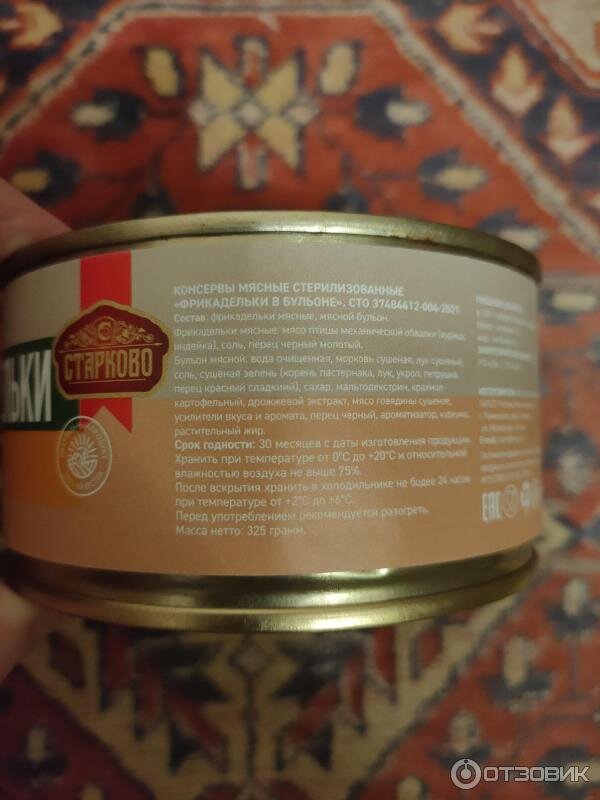 КОНСЕРВЫ МЯСНЫЕ СТЕРИЛИЗОВАННЫЕ
«ФРИКАДЕЛЬКИ В БУЛЬОНЕ». СТО 37484412-004-2021
Состав: фрикадельки мясные, мясной бульон.
Фрикадельки мясные: мясо птицы механической обвалки (курица,
индейка), соль, перец черный молотый.
Бульон мясной: вода очищенная, морковь сушеная, лук сушеный,
соль, сушеная зелень (корень пастернака, лук, укроп, петрушка,
перец красный сладкий), сахар, мальтодекстрин, крахмал
картофельный, дрожжевой экстракт, мясо говядины сушеное,
усилители вкуса и аромата, перец черный, ароматизатор, куркума,
растительный жир.
Срок годности: 30 месяцев с даты изготовления продукции.
Хранить при температуре от 0°С до +20°С и относительной
влажностью воздуха не выше 75%.
После вскрытия хранить в холодильнике не более 24 часов
при температуре от +2°С до +6°С.
Перед употреблением рекомендуется разогреть.
Масса нетто: 325 грамм.
СТАРКОВО
ЬКИ
EAC
ОТЗОВИК